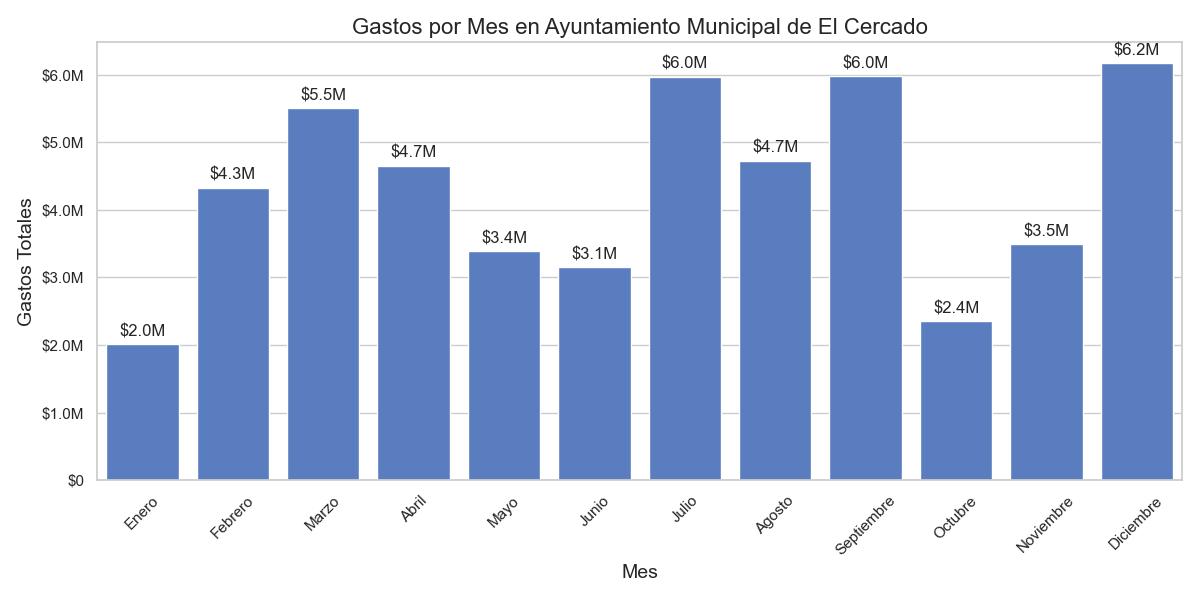 Gastos por Mes en Ayuntamiento Municipal de El Cercado
Gastos Totales
$6.0M
$5.0M
$4.0M
$3.0M
$2.0M
$1.0M
$0
$2.0M
$4.3M
$5.5M
$4.7M
$3.4M
$3.1M
$6.0M
$4.7M
$6.0M
$2.4M
$3.5M
$6.2M
Enero
Febrero
Marzo
Abril
Mayo
Junio
Julio
Agosto
Septiembre
Octubre
Noviembre
Diciembre
Mes